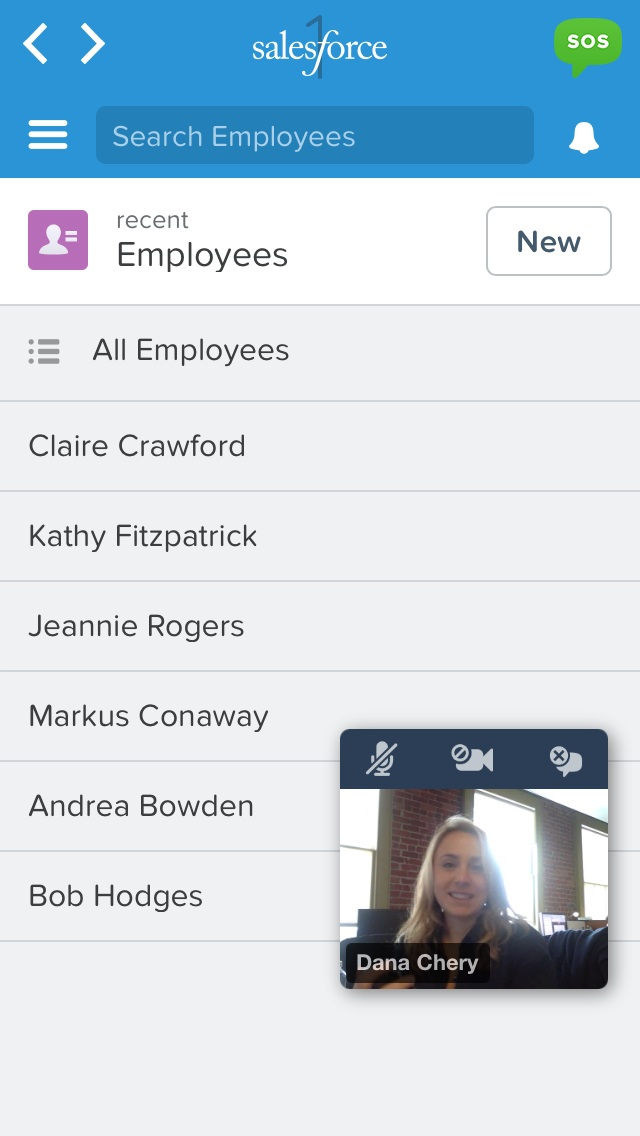 salesforce1
SOS
Search Employees
recent
Employees
New
All Employees
Claire Crawford
Kathy Fitzpatrick
Jeannie Rogers
Markus Conaway
Andrea Bowden
Bob Hodges
Dana Chery